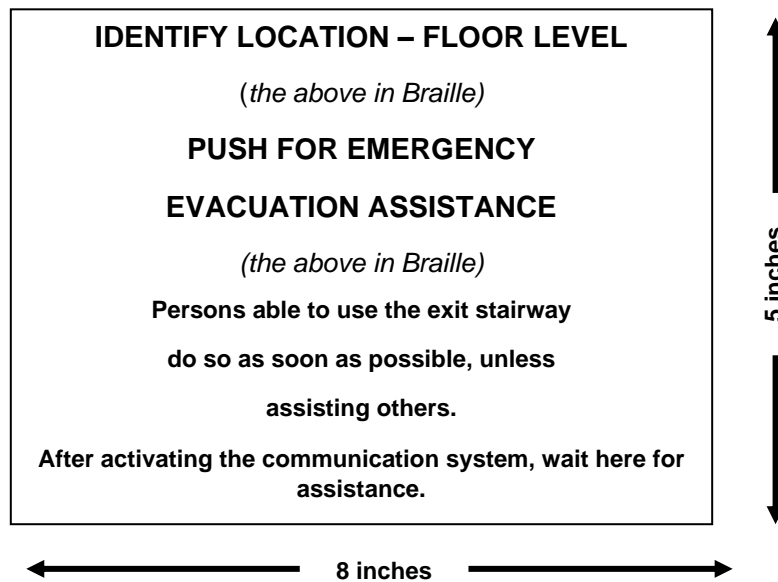 IDENTIFY LOCATION – FLOOR LEVEL
(the above in Braille)
PUSH FOR EMERGENCY
EVACUATION ASSISTANCE
(the above in Braille)
Persons able to use the exit stairway
do so as soon as possible, unless
assisting others.
After activating the communication system, wait here for
assistance.
5 inches
8 inches